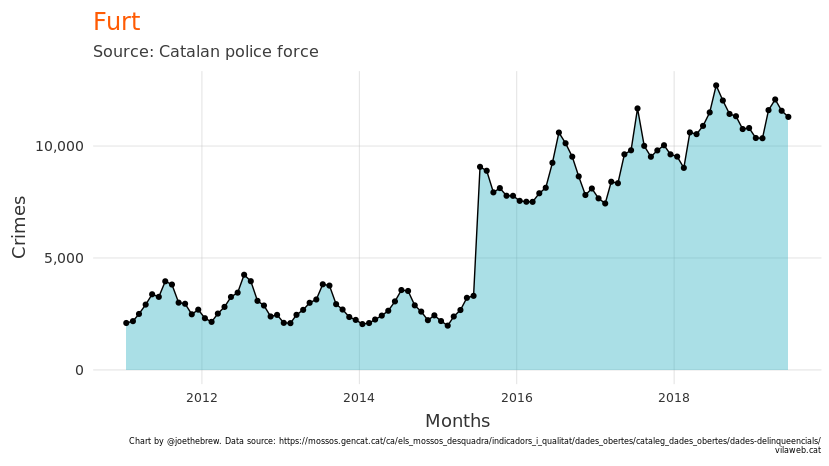 Furt
Source: Catalan police force
10,000
5,000
0
Crimes
2012
2014
2016
2018
Months
Chart by @joethebrew. Data source: https://mossos.gencat.cat/ca/els_mossos_desquadra/indicadors_i_qualitat/dades_obertes/cataleg_dades_obertes/dades-delinqueencials/
vilaweb.cat